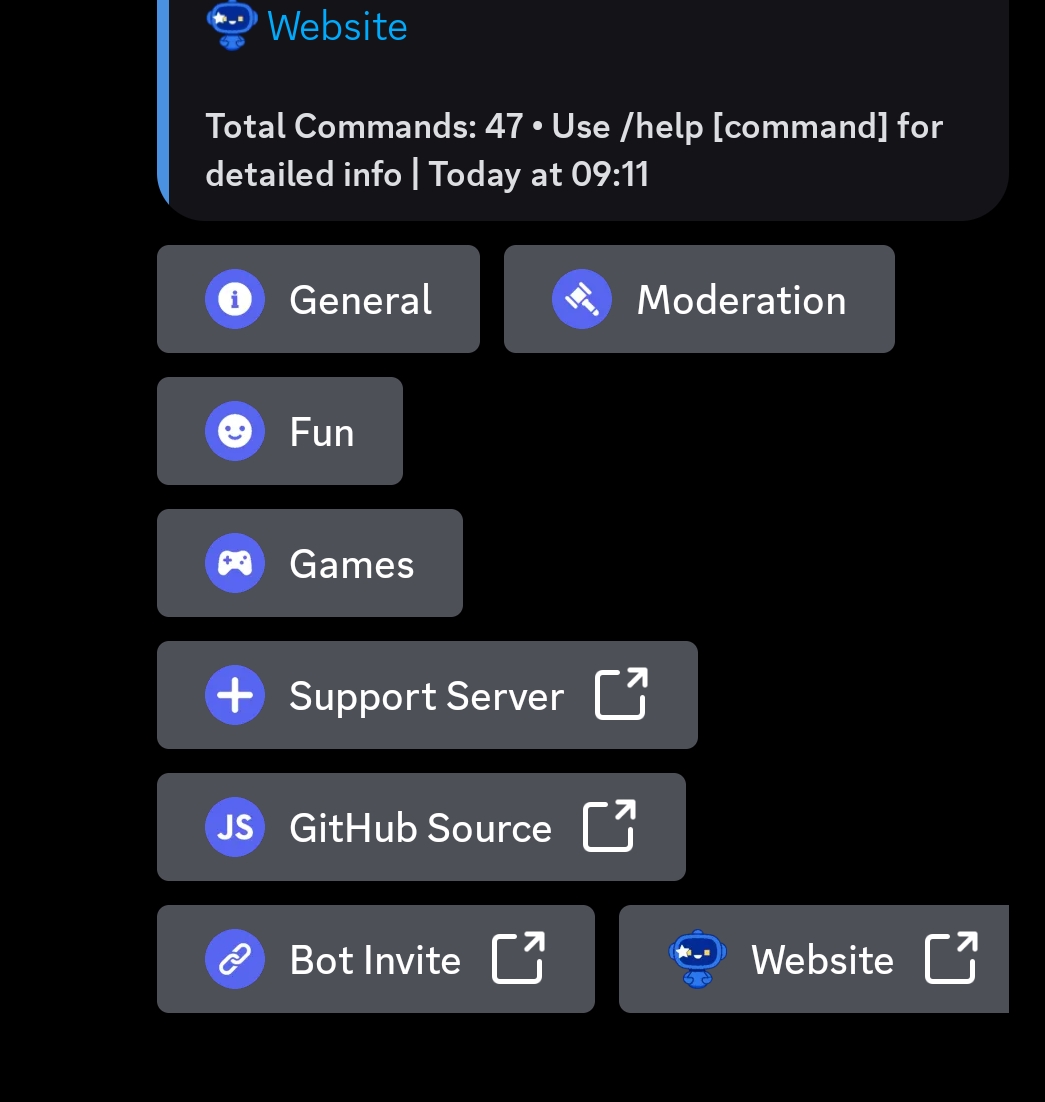 Website
Total Commands: 47 • Use /help [command] for
detailed info | Today at 09:11
General
Moderation
Fun
Games
Support Server
JS GitHub Source
Bot Invite
Website